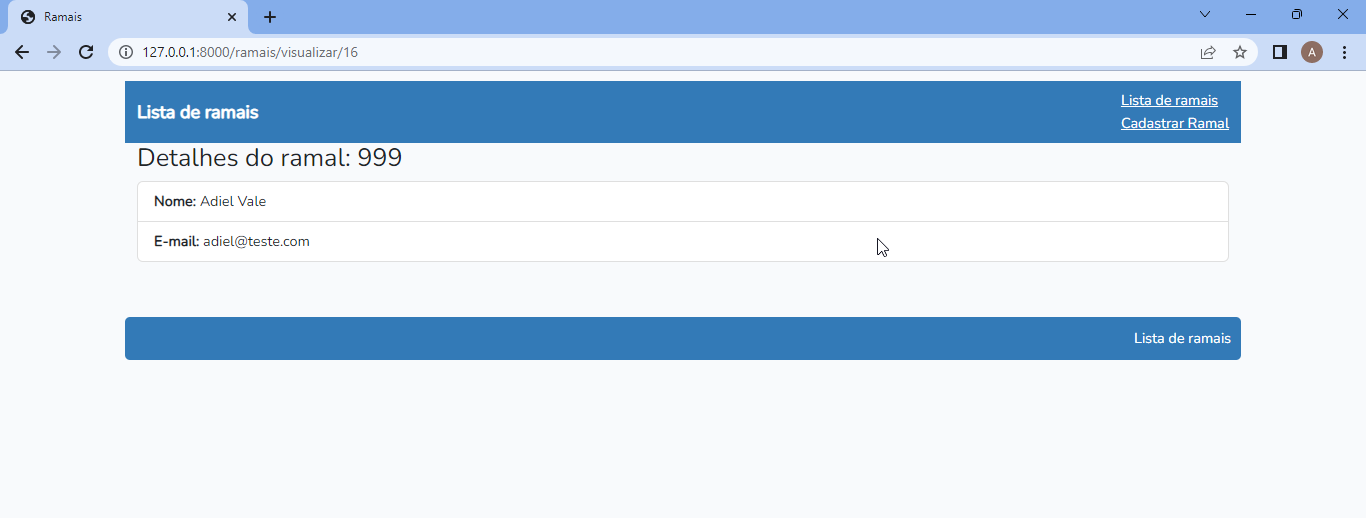 Ramais
127.0.0.1:8000/ramais/visualizar/16
A
Lista de ramais
Lista de ramais
Cadastrar Ramal
Detalhes do ramal: 999
Nome: Adiel Vale
E-mail: adiel@teste.com
Lista de ramais